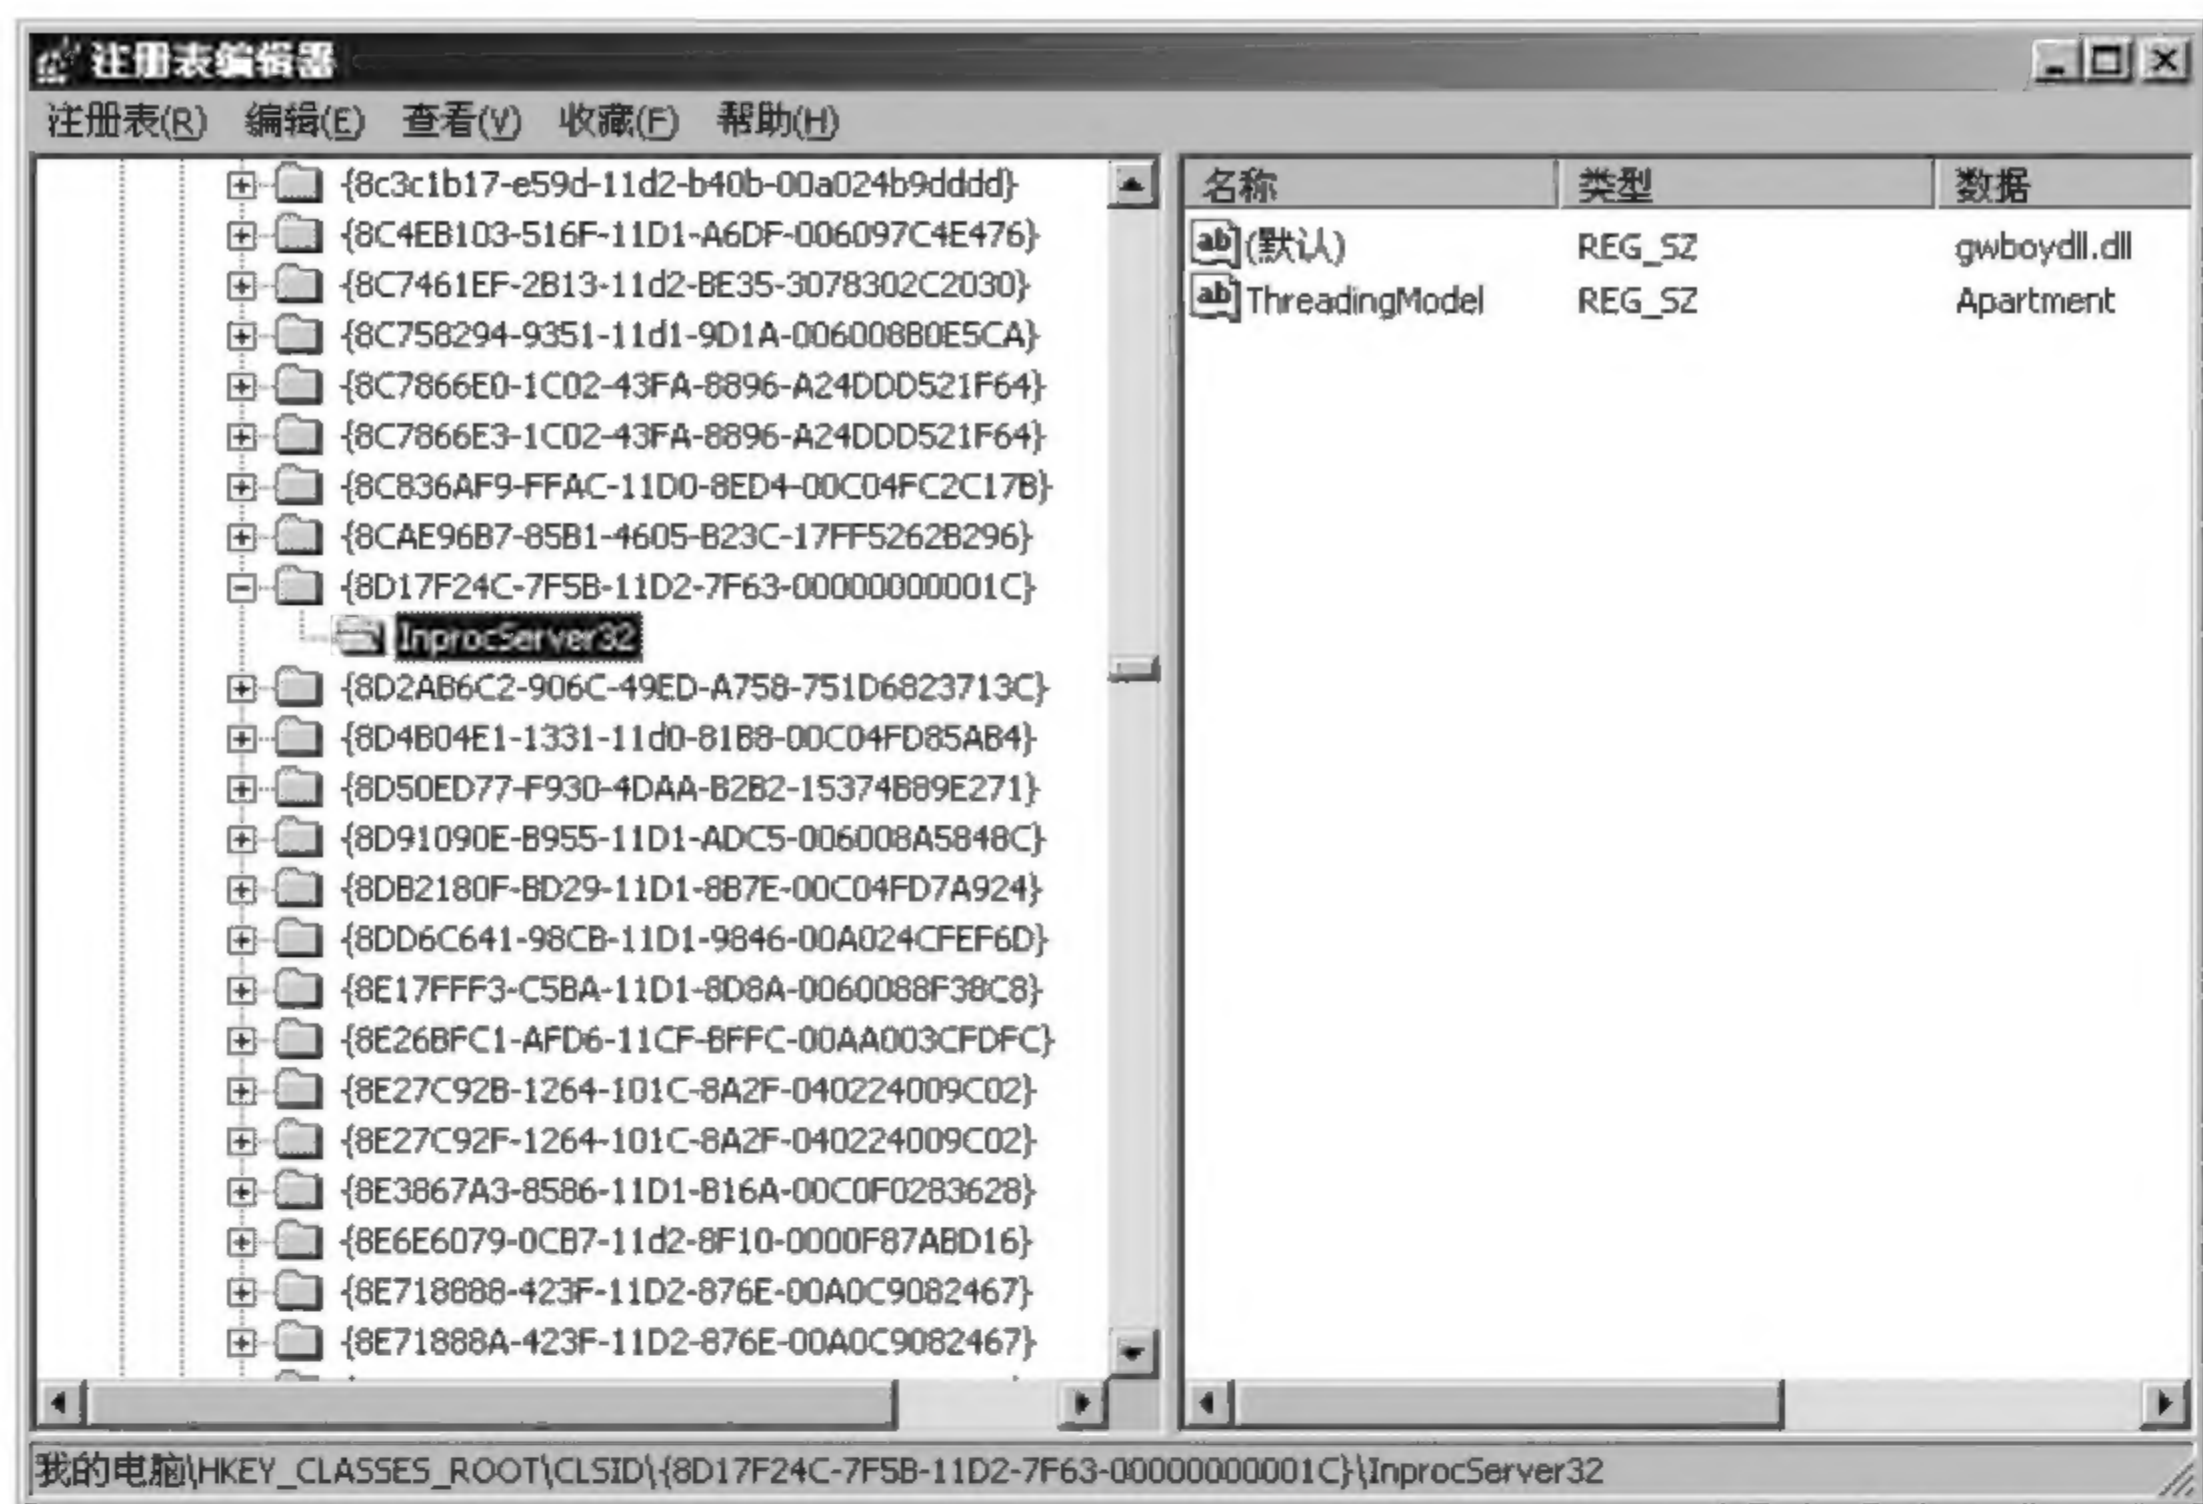 注册表编辑器
注册表(R) 编辑(E) 查看(V) 收藏(F) 帮助(H)
{8c3c1b17-e59d-11d2-b40b-00a024b9dddd}
{8C4EB103-516F-11D1-A6DF-006097C4E476}
{8C7461EF-2B13-11d2-BE35-3078302C2030}
{8C758294-9351-11d1-9D1A-006008B0E5CA}
{8C7866E0-1C02-43FA-8896-A24DDD521F64}
{8C7866E3-1C02-43FA-8896-A24DDD521F64}
{8C836AF9-FFAC-11D0-8ED4-00C04FC2C17B}
{8CAE96B7-85B1-4605-B23C-17FF5262B296}
{8D17F24C-7F5B-11D2-7F63-00000000001C}
InprocServer32
{8D2AB6C2-906C-49ED-A758-751D6823713C}
{8D4B04E1-1331-11d0-81B8-00C04FD85AB4}
{8D50ED77-F930-4DAA-B2B2-15374B89E271}
{8D91090E-B955-11D1-ADC5-006008A5848C}
{8DB2180F-BD29-11D1-8B7E-00C04FD7A924}
{8DD6C641-98CB-11D1-9846-00A024CFEF6D}
{8E17FFF3-C5BA-11D1-8D8A-0060088F38C8}
{8E26BFC1-AFD6-11CF-BFFC-00AA003CFDFC}
{8E27C92B-1264-101C-8A2F-040224009C02}
{8E27C92F-1264-101C-8A2F-040224009C02}
{8E3867A3-8586-11D1-B16A-00C0F0283628}
{8E6E6079-0CB7-11d2-8F10-0000F87ABD16}
{8E718888-423F-11D2-876E-00A0C9082467}
{8E71888A-423F-11D2-876E-00A0C9082467}
名称 类型 数据
(默认) REG_SZ gwboydll.dll
ThreadingModel REG_SZ Apartment
我的电脑\HKEY_CLASSES_ROOT\CLSID\{8D17F24C-7F5B-11D2-7F63-00000000001C}\InprocServer32